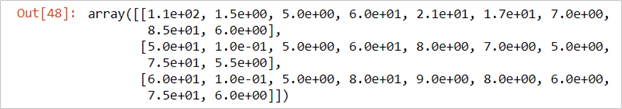 Out[48]: array([[1.1e+02, 1.5e+00, 5.0e+00, 6.0e+01, 2.1e+01, 1.7e+01, 7.0e+00,
8.5e+01, 6.0e+00],
[5.0e+01, 1.0e-01, 5.0e+00, 6.0e+01, 8.0e+00, 7.0e+00, 5.0e+00,
7.5e+01, 5.5e+00],
[6.0e+01, 1.0e-01, 5.0e+00, 8.0e+01, 9.0e+00, 8.0e+00, 6.0e+00,
7.5e+01, 6.0e+00]])